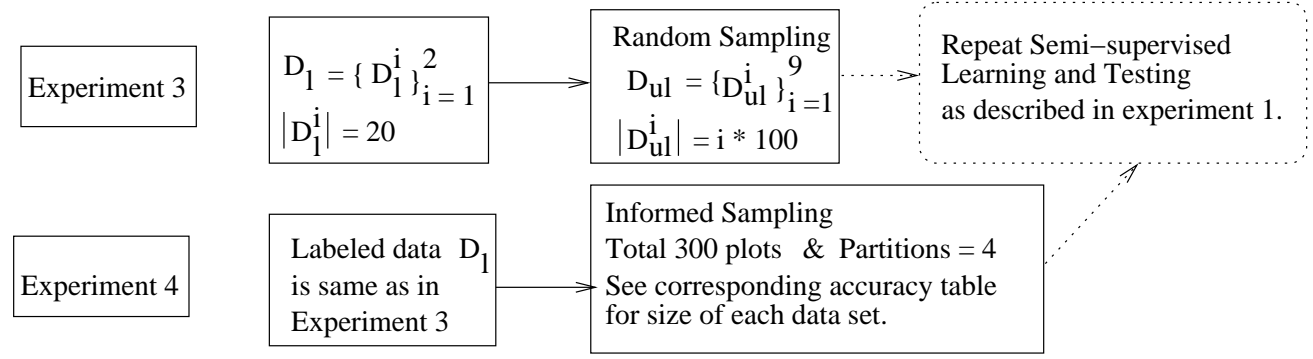 Experiment 3
D_l = { D_l^i }_{i = 1}^2
|D_l^i| = 20
Random Sampling
D_ul = {D_ul^i}_{i =1}^9
|D_ul^i| = i * 100
Repeat Semi−supervised
Learning and Testing
as described in experiment 1.
Experiment 4
Labeled data D_l
is same as in
Experiment 3
Informed Sampling
Total 300 plots & Partitions = 4
See corresponding accuracy table
for size of each data set.